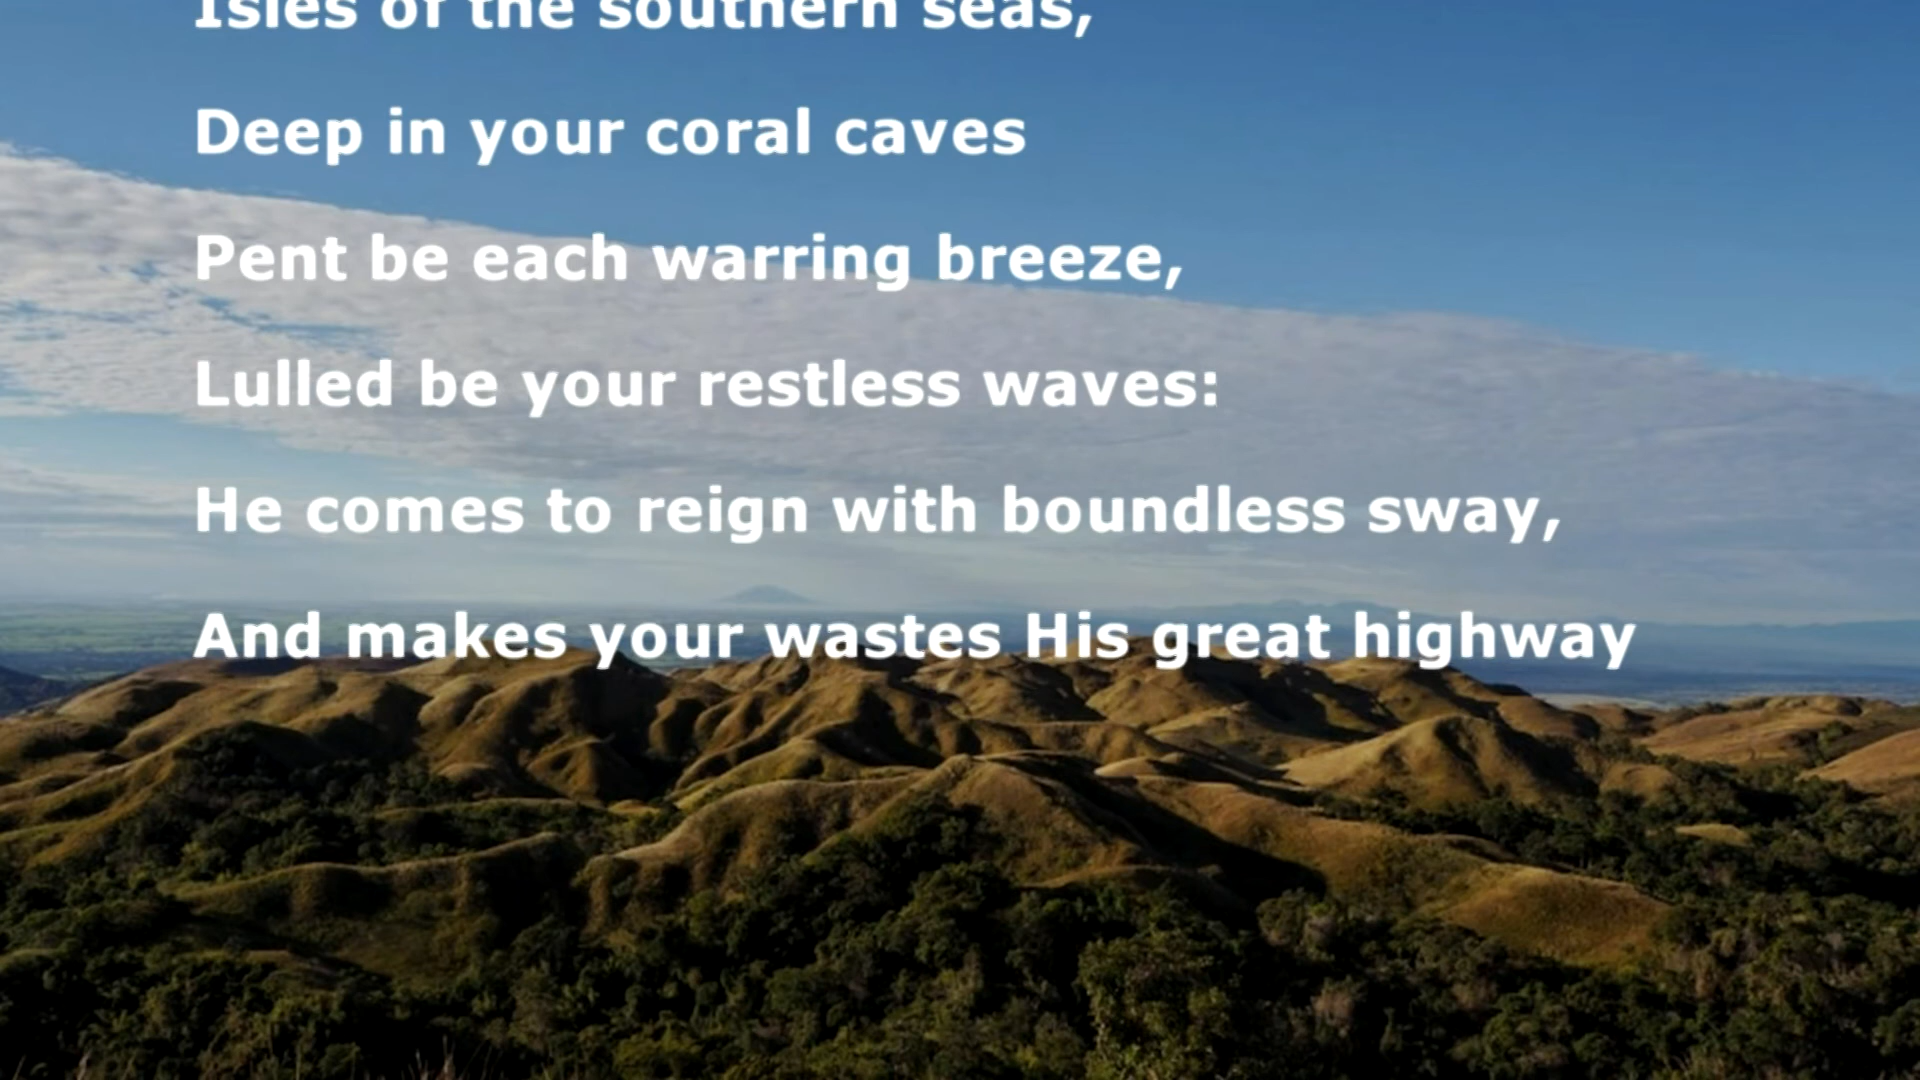 Isles of the southern seas,
Deep in your coral caves
Pent be each warring breeze,
Lulled be your restless waves:
He comes to reign with boundless sway,
And makes your wastes His great highway